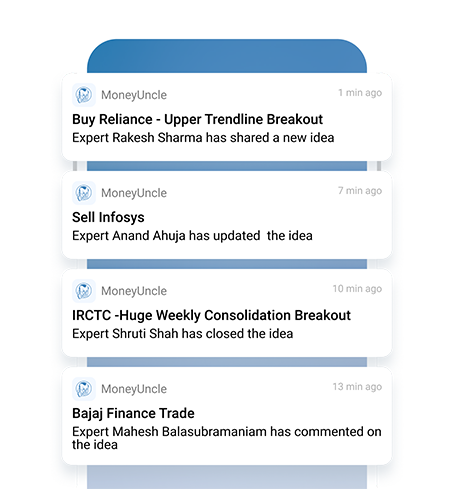 MoneyUncle
1 min ago
Buy Reliance - Upper Trendline Breakout
Expert Rakesh Sharma has shared a new idea
MoneyUncle
7 min ago
Sell Infosys
Expert Anand Ahuja has updated  the idea
MoneyUncle
10 min ago
IRCTC -Huge Weekly Consolidation Breakout
Expert Shruti Shah has closed the idea
MoneyUncle
13 min ago
Bajaj Finance Trade
Expert Mahesh Balasubramaniam has commented on
the idea